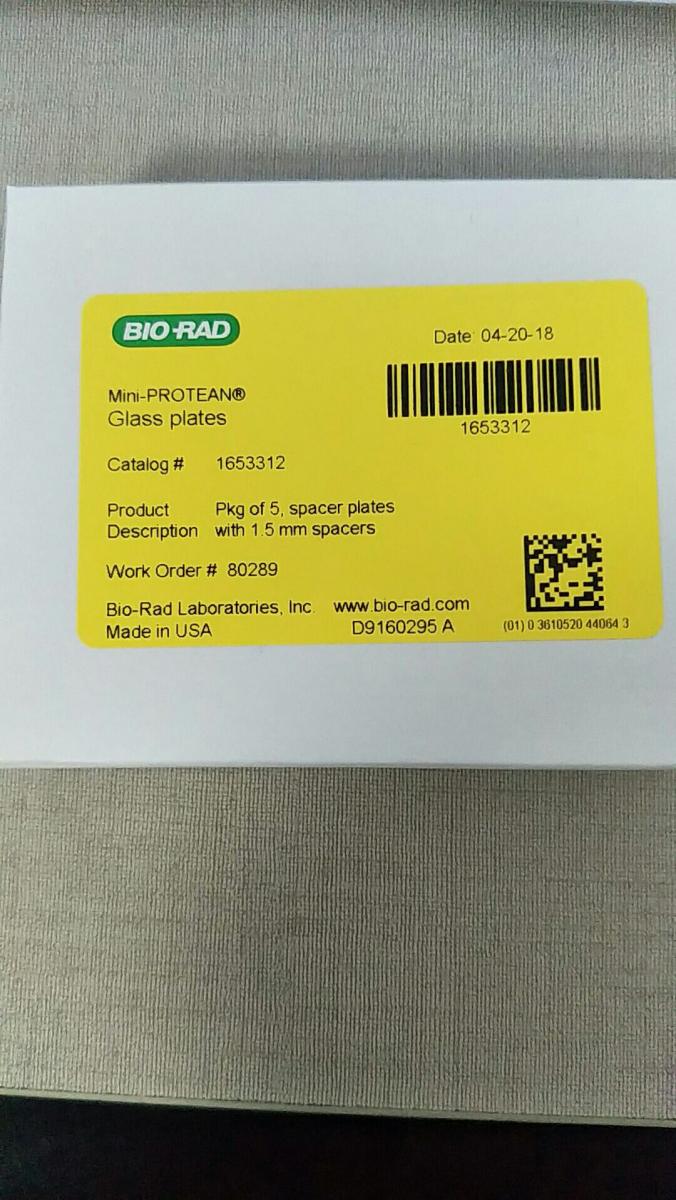 BIO-RAD
Date: 04-20-18
1653312
Mini-PROTEAN®
Glass plates
Catalog # 1653312
Product Pkg of 5, spacer plates
Description with 1.5 mm spacers
Work Order # 80289
Bio-Rad Laboratories, Inc. www.bio-rad.com
Made in USA D9160295 A
(01) 0 3610520 44064 3